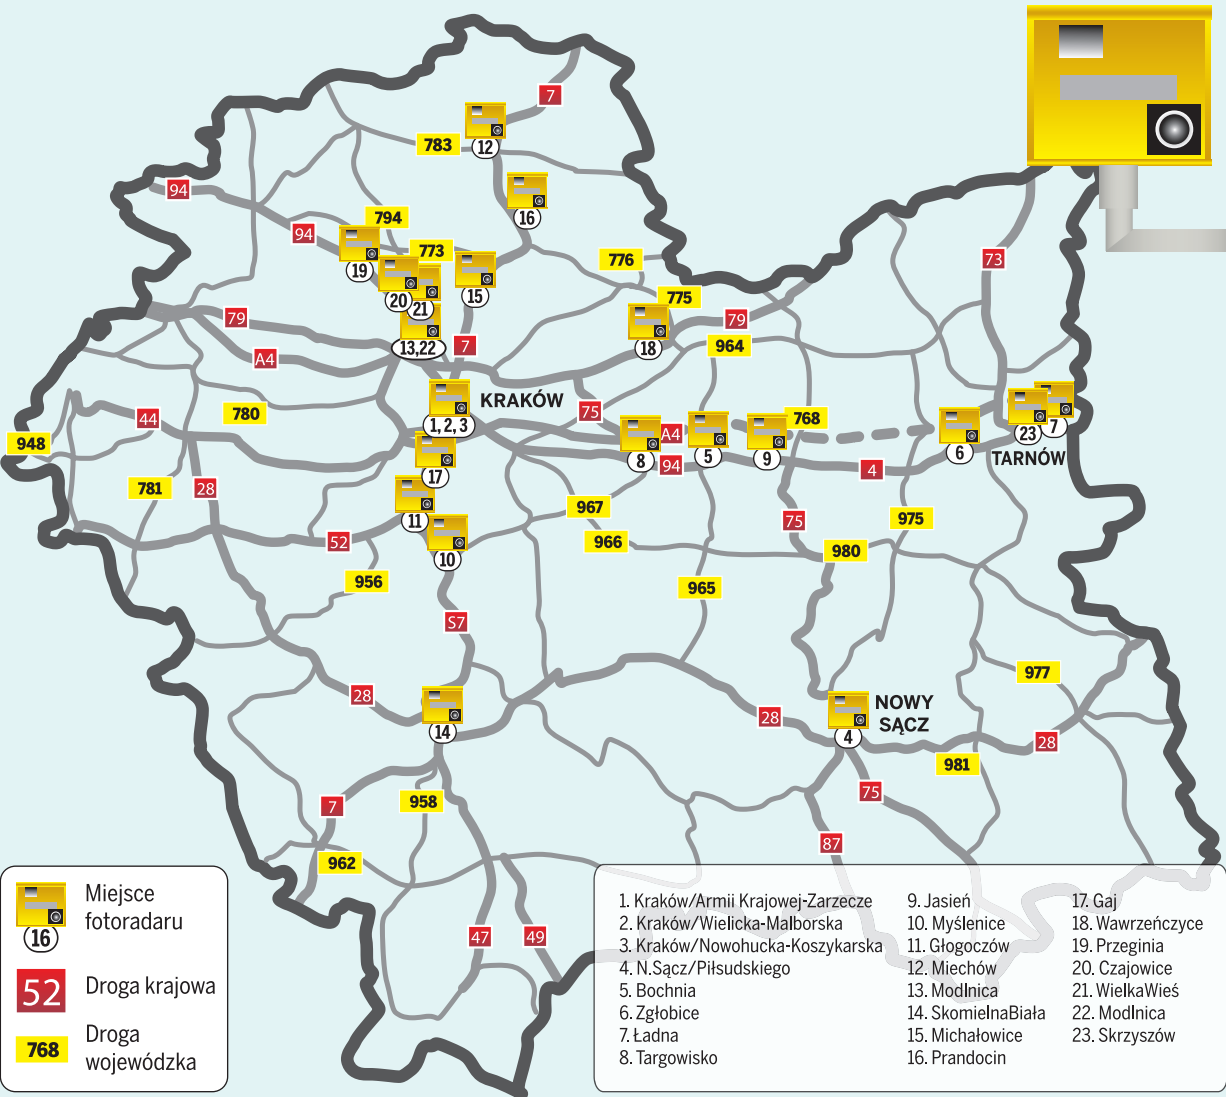 7
783
12
94
16
794
94
773
776
73
19
20
21
15
775
79
79
18
964
13,22
7
A4
KRAKÓW
780
75
768
44
1, 2, 3
A4
948
8
5
9
6
23
7
TARNÓW
94
4
17
781
28
967
11
975
75
52
966
10
980
956
965
S7
977
28
NOWY
SĄCZ
28
14
4
28
981
75
958
7
87
962
47
49
Miejsce
fotoradaru
16
52 Droga krajowa
768 Droga
wojewódzka
1. Kraków/Armii Krajowej-Zarzecze
2. Kraków/Wielicka-Malborska
3. Kraków/Nowohucka-Koszykarska
4. N.Sącz/Piłsudskiego
5. Bochnia
6. Zgłobice
7. Ładna
8. Targowisko
9. Jasień
10. Myślenice
11. Głogoczów
12. Miechów
13. Modlnica
14. SkomielnaBiała
15. Michałowice
16. Prandocin
17. Gaj
18. Wawrzeńczyce
19. Przeginia
20. Czajowice
21. WielkaWieś
22. Modlnica
23. Skrzyszów